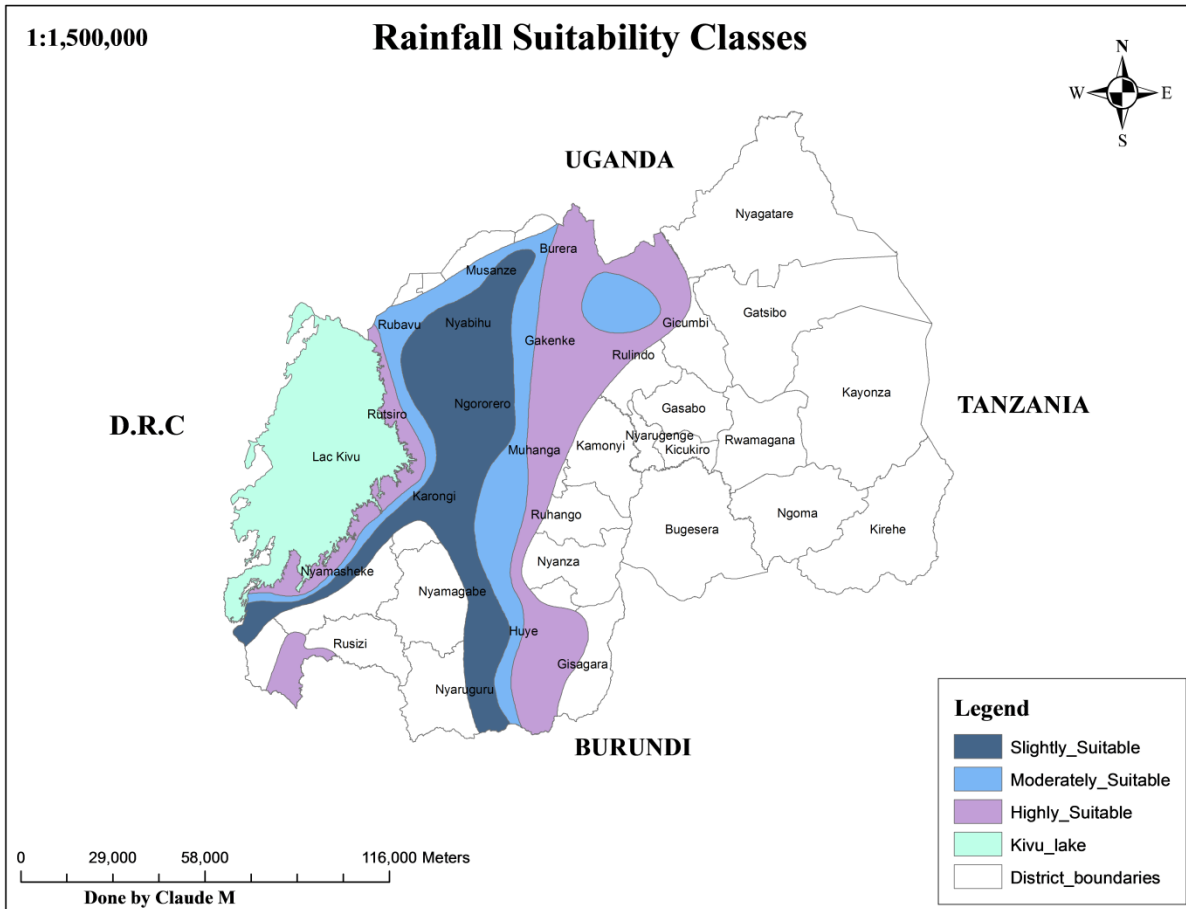 1:1,500,000
Rainfall Suitability Classes
N
W E
S
UGANDA
Nyagatare
Burera
Musanze
Gatsibo
Rubavu
Nyabihu
Gicumbi
Gakenke
Rulindo
Kayonza
Ngororero
Gasabo
TANZANIA
Rutsiro
D.R.C
Nyarugenge
Rwamagana
Kamonyi
Kicukiro
Muhanga
Lac Kivu
Karongi
Ruhango
Ngoma
Bugesera
Kirehe
Nyanza
Nyamasheke
Nyamagabe
Huye
Rusizi
Gisagara
Nyaruguru
BURUNDI
Legend
Slightly_Suitable
Moderately_Suitable
Highly_Suitable
Kivu_lake
District_boundaries
0 29,000 58,000 116,000 Meters
Done by Claude M